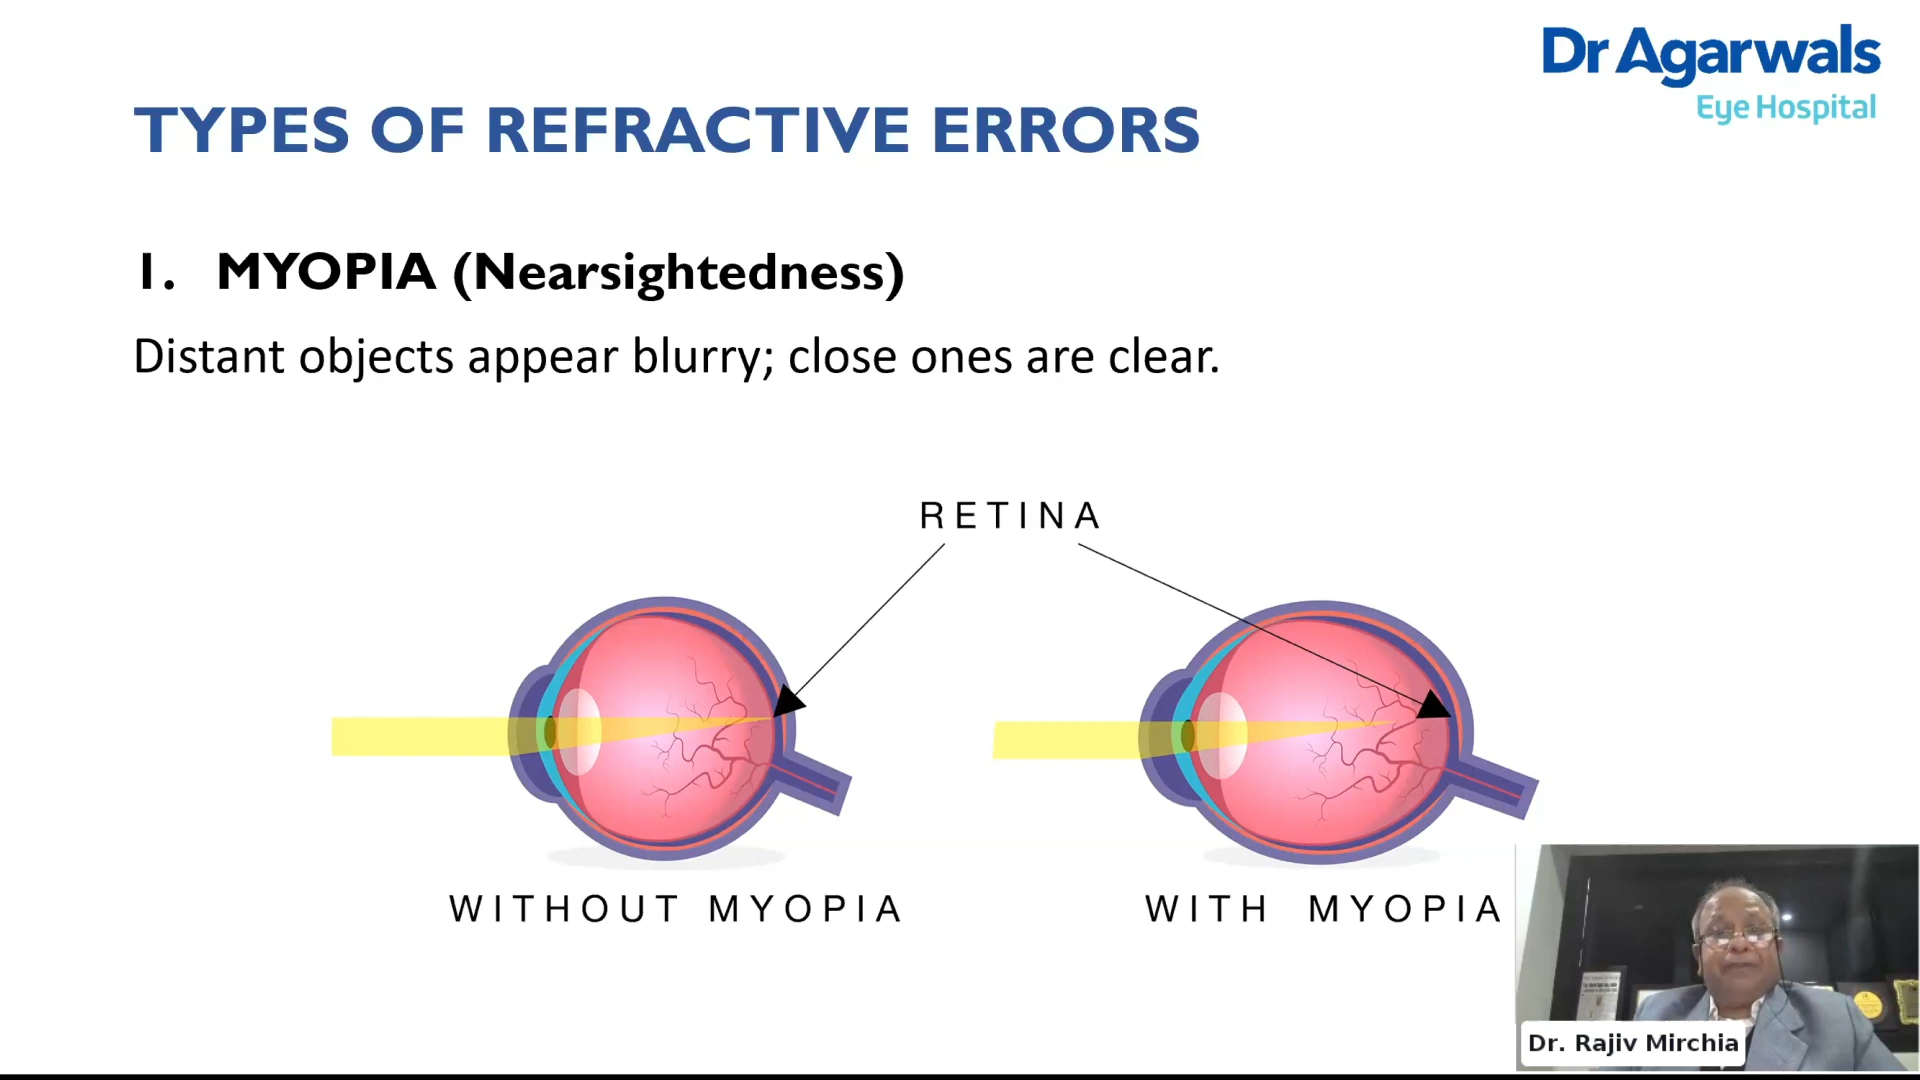 Dr Agarwals
Eye Hospital
TYPES OF REFRACTIVE ERRORS
1. MYOPIA (Nearsightedness)
Distant objects appear blurry; close ones are clear.
RETINA
WITHOUT MYOPIA
WITH MYOPIA
Dr. Rajiv Mirchia